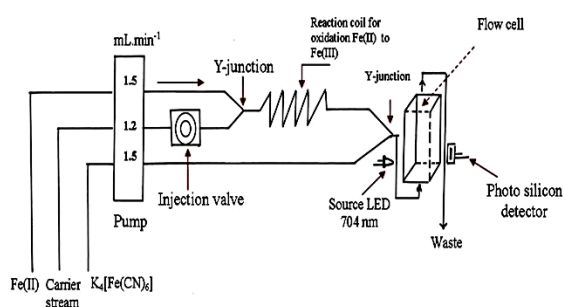 mL.min-1
Reaction coil for
oxidation Fe(II) to
Fe(III)
Flow cell
Y-junction
Y-junction
1.5
1.2
1.5
Injection valve
Pump
Source LED
704 nm
Photo silicon
detector
Waste
Fe(II) Carrier K₄[Fe(CN)₆]
stream